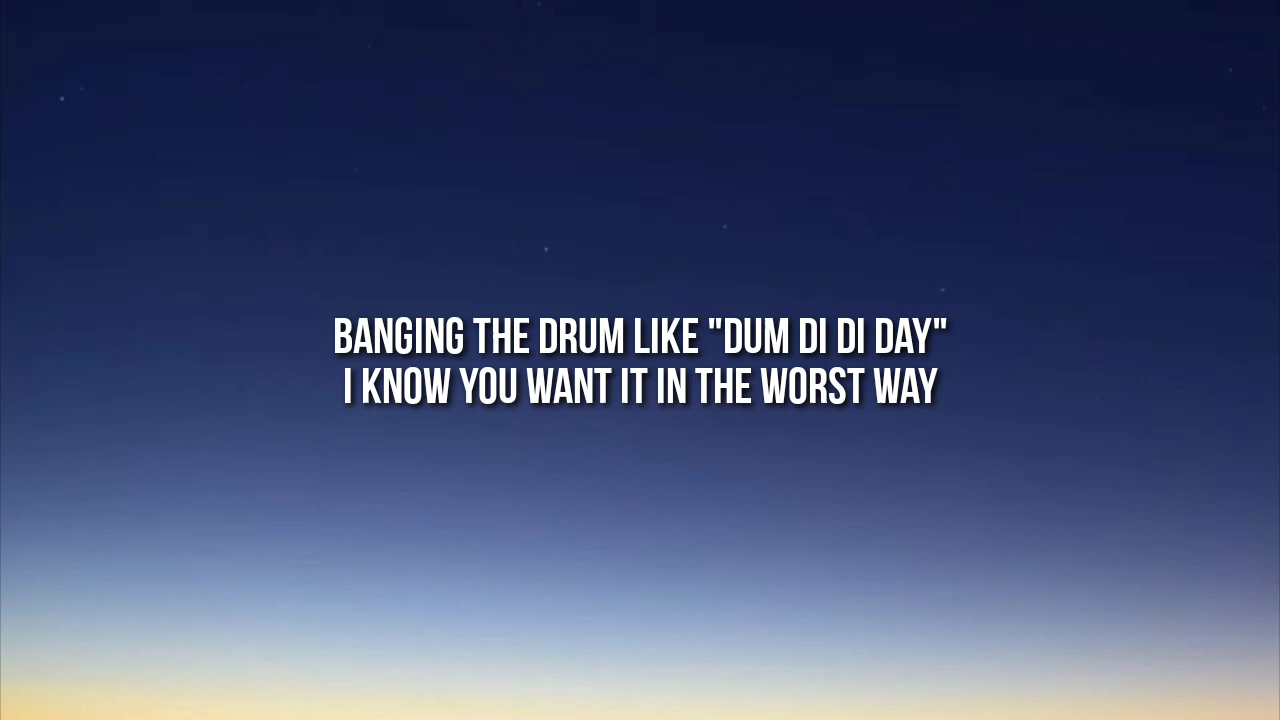 BANGING THE DRUM LIKE "DUM DI DI DAY"
I KNOW YOU WANT IT IN THE WORST WAY